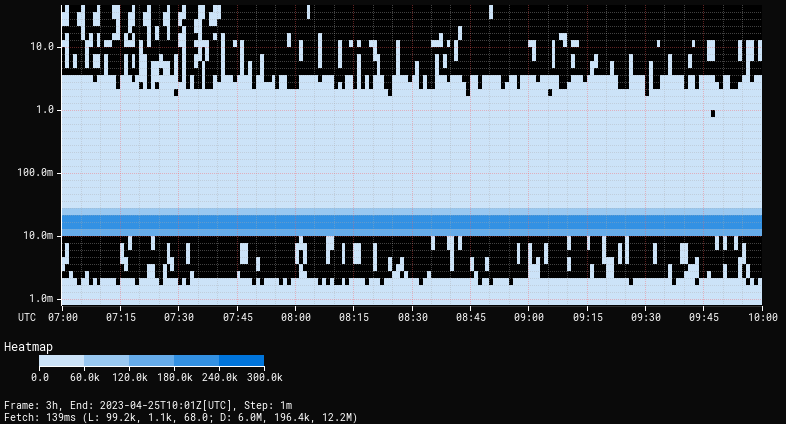 10.0
1.0
100.0m
10.0m
1.0m
UTC 07:00 07:15 07:30 07:45 08:00 08:15 08:30 08:45 09:00 09:15 09:30 09:45 10:00
Heatmap
0.0 60.0k 120.0k 180.0k 240.0k 300.0k
Frame: 3h, End: 2023-04-25T10:01Z[UTC], Step: 1m
Fetch: 139ms (L: 99.2k, 1.1k, 68.0; D: 6.0M, 196.4k, 12.2M)